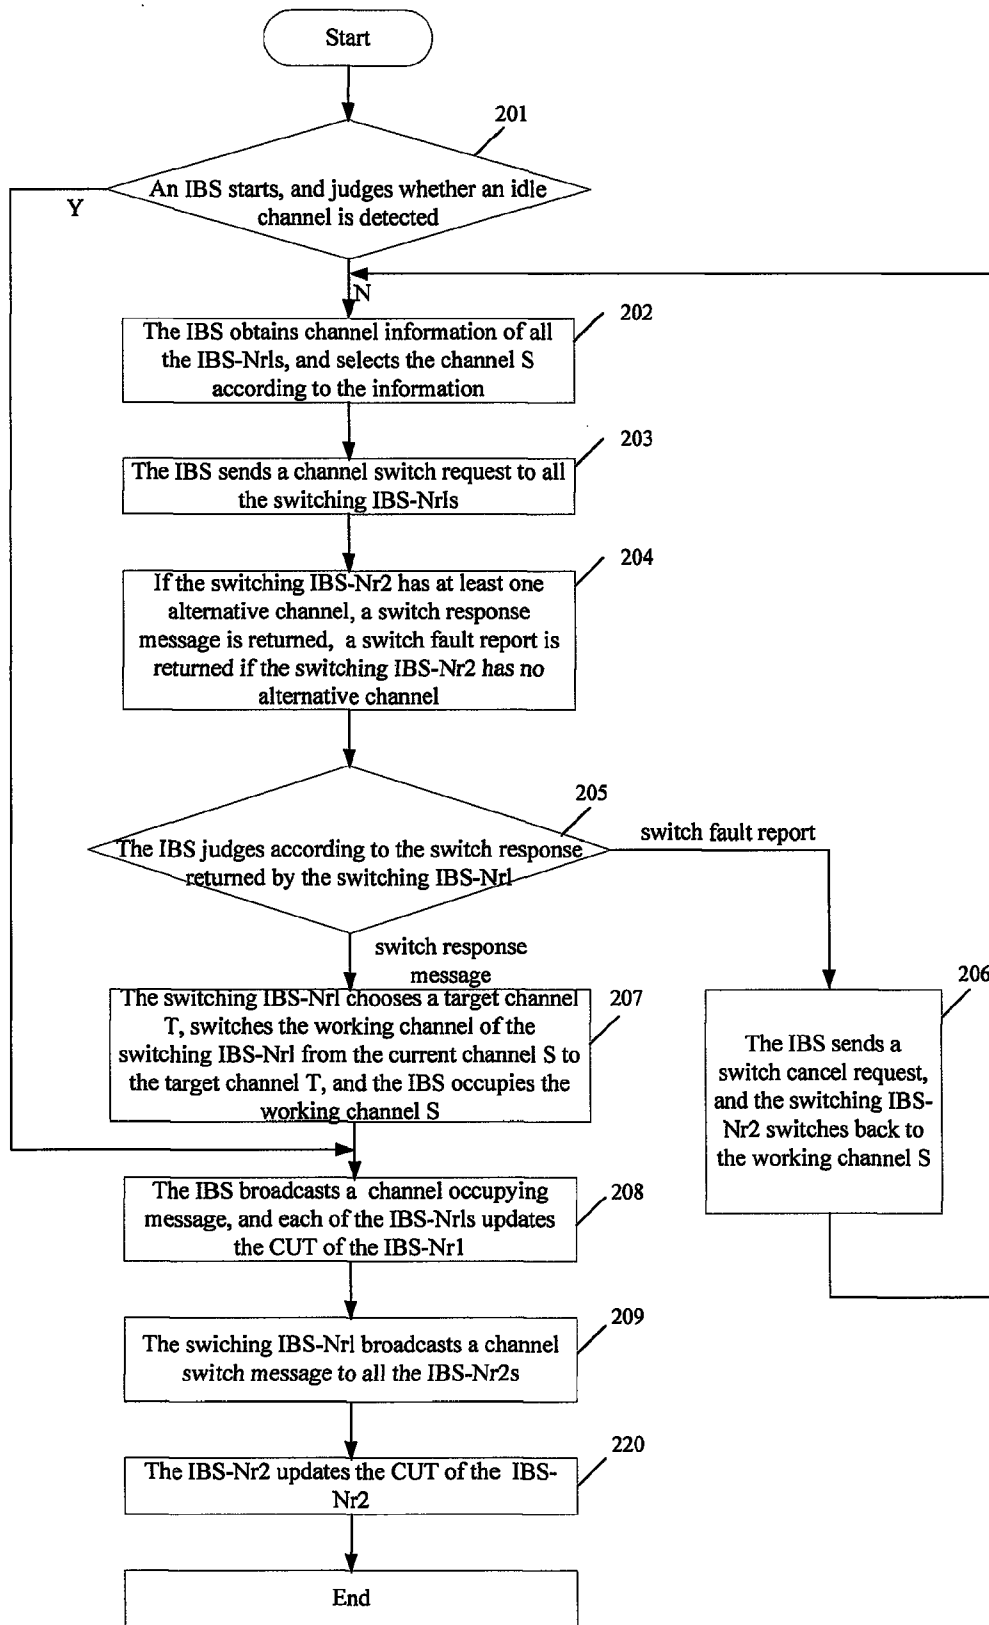 Start
201
An IBS starts, and judges whether an idle
channel is detected
Y
N
202
The IBS obtains channel information of all
the IBS-Nrls, and selects the channel S
according to the information
203
The IBS sends a channel switch request to all
the switching IBS-Nrls
204
If the switching IBS-Nr2 has at least one
alternative channel, a switch response
message is returned, a switch fault report is
returned if the switching IBS-Nr2 has no
alternative channel
205
The IBS judges according to the switch response
returned by the switching IBS-Nrl
switch fault report
switch response
message
206
The IBS sends a
switch cancel request,
and the switching IBS-
Nr2 switches back to
the working channel S
207
The switching IBS-Nrl chooses a target channel
T, switches the working channel of the
switching IBS-Nrl from the current channel S to
the target channel T, and the IBS occupies the
working channel S
208
The IBS broadcasts a channel occupying
message, and each of the IBS-Nrls updates
the CUT of the IBS-Nr1
209
The swiching IBS-Nrl broadcasts a channel
switch message to all the IBS-Nr2s
220
The IBS-Nr2 updates the CUT of the IBS-
Nr2
End